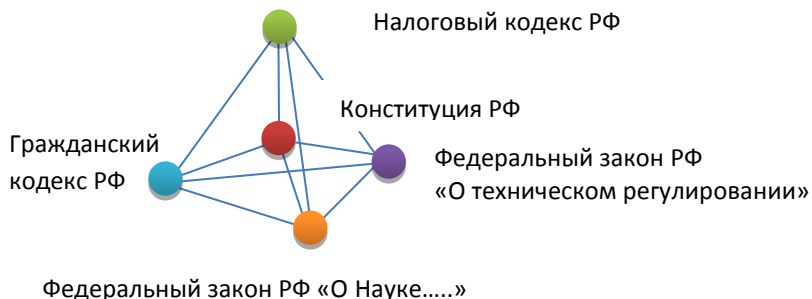 Налоговый кодекс РФ
Конституция РФ
Гражданский
кодекс РФ
Федеральный закон РФ
«О техническом регулировании»
Федеральный закон РФ «О Науке…..»